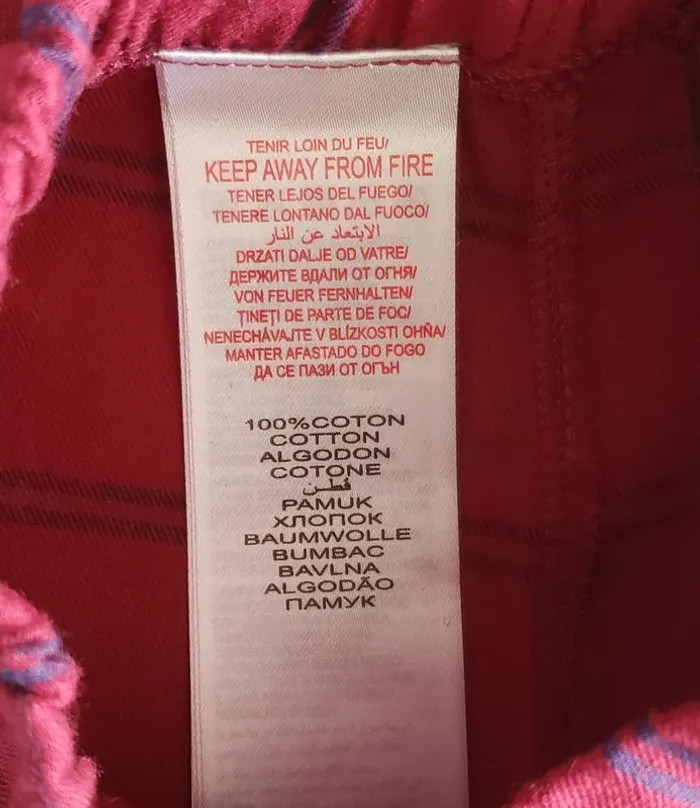 TENIR LOIN DU FEU/
KEEP AWAY FROM FIRE
TENER LEJOS DEL FUEGO/
TENERE LONTANO DAL FUOCO/
الابتعاد عن النار
DRZATI DALJE OD VATRE/
ДЕРЖИТЕ ВДАЛИ ОТ ОГНЯ/
VON FEUER FERNHALTEN/
ȚINEȚI DE PARTE DE FOC/
NENECHÁVAJTE V BLÍZKOSTI OHŇA/
MANTER AFASTADO DO FOGO
ДА СЕ ПАЗИ ОТ ОГЪН
100%COTON
COTTON
ALGODON
COTONE
قطن
PAMUK
ХЛОПОК
BAUMWOLLE
BUMBAC
BAVLNA
ALGODÃO
ПАМУК